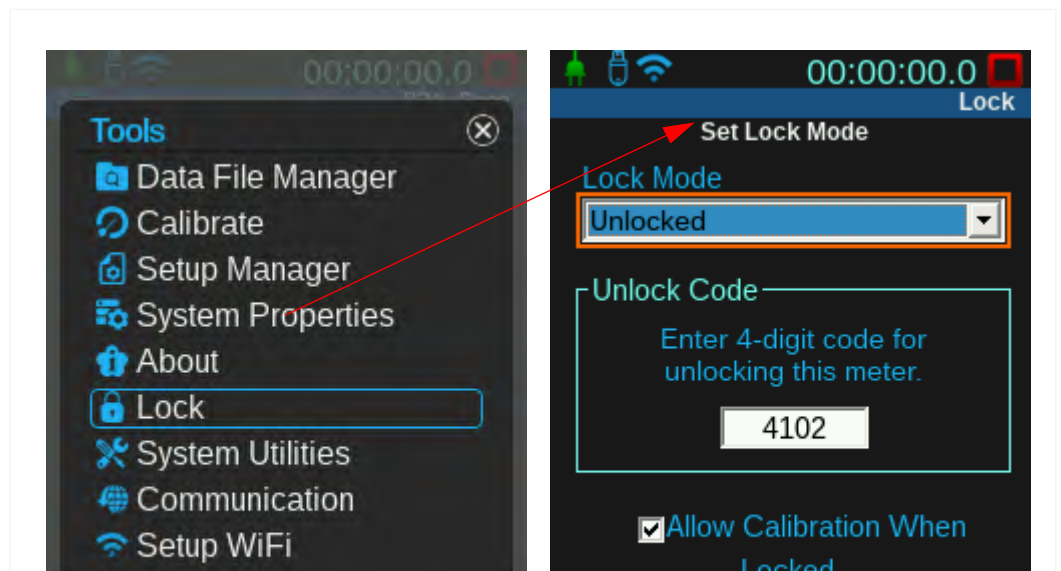 00:00:00.0
Tools
Data File Manager
Calibrate
Setup Manager
System Properties
About
Lock
System Utilities
Communication
Setup WiFi
00:00:00.0
Lock
Set Lock Mode
Lock Mode
Unlocked
Unlock Code
Enter 4-digit code for
unlocking this meter.
4102
Allow Calibration When
Locked